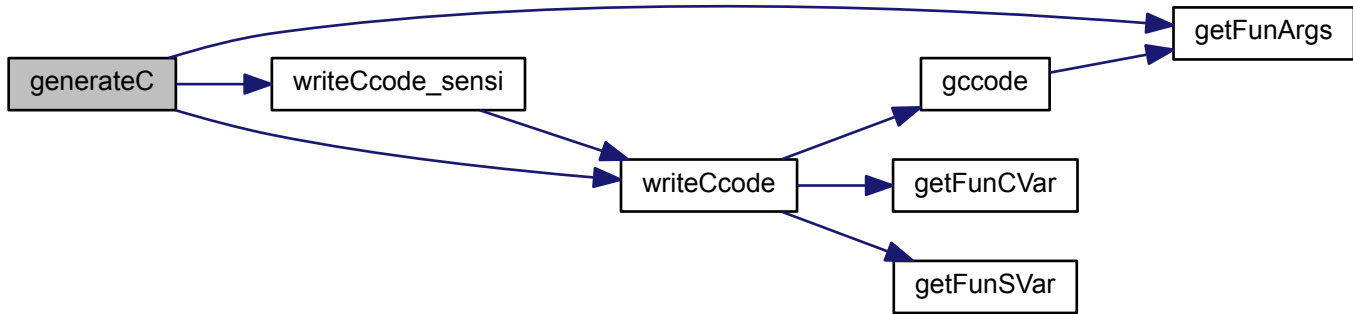 generateC
writeCcode_sensi
writeCcode
gccode
getFunCVar
getFunSVar
getFunArgs